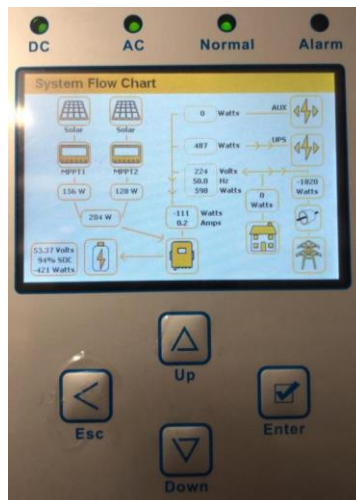 DC AC Normal Alarm
System Flow Chart
Solar Solar
MPPT1 MPPT2
156 W 128 W
284 W
53.37 Volts
94% SOC
-421 Watts
0 Watts AUX
487 Watts UPS
224 Volts
50.0 Hz
598 Watts
-111 Watts
0.2 Amps
0
Watts
-1020
Watts
Up
Esc
Enter
Down